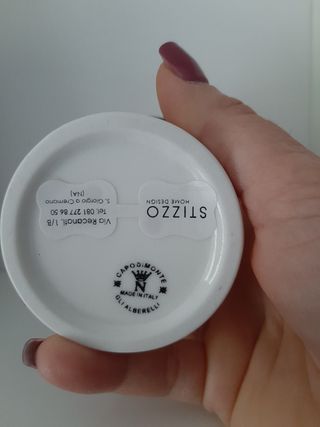 STIZZO
HOME DESIGN
Via Recanati, 1/B
Tel. 081 277 86 50
S. Giorgio a Cremano
(NA)
CAPODIMONTE
N
MADE IN ITALY
GLI ALBERELLI